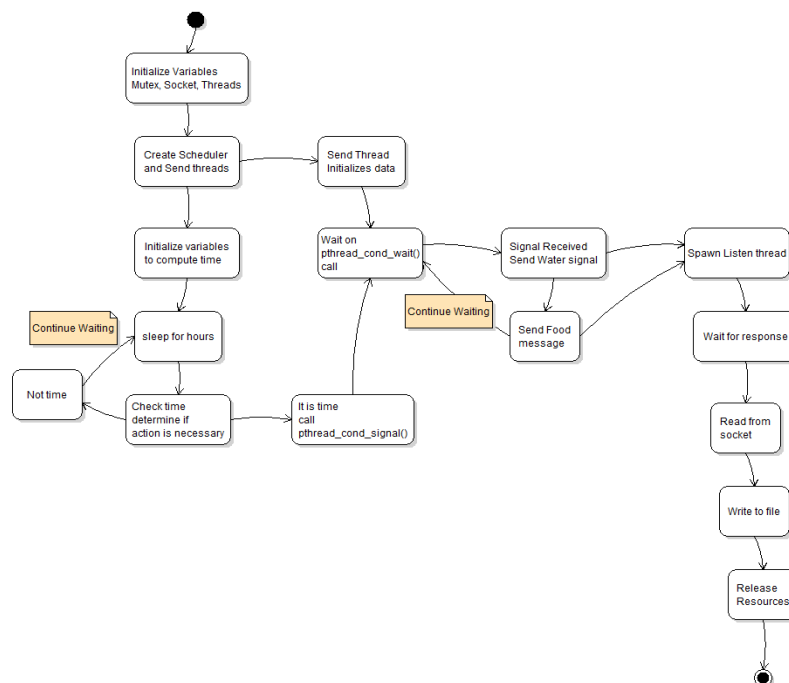 Initialize Variables
Mutex, Socket, Threads
Create Scheduler
and Send threads
Send Thread
Initializes data
Initialize variables
to compute time
Wait on
pthread_cond_wait()
call
Signal Received
Send Water signal
Spawn Listen thread
Continue Waiting
sleep for hours
Continue Waiting
Send Food
message
Wait for response
Not time
Check time
determine if
action is necessary
It is time
call
pthread_cond_signal()
Read from
socket
Write to file
Release
Resources